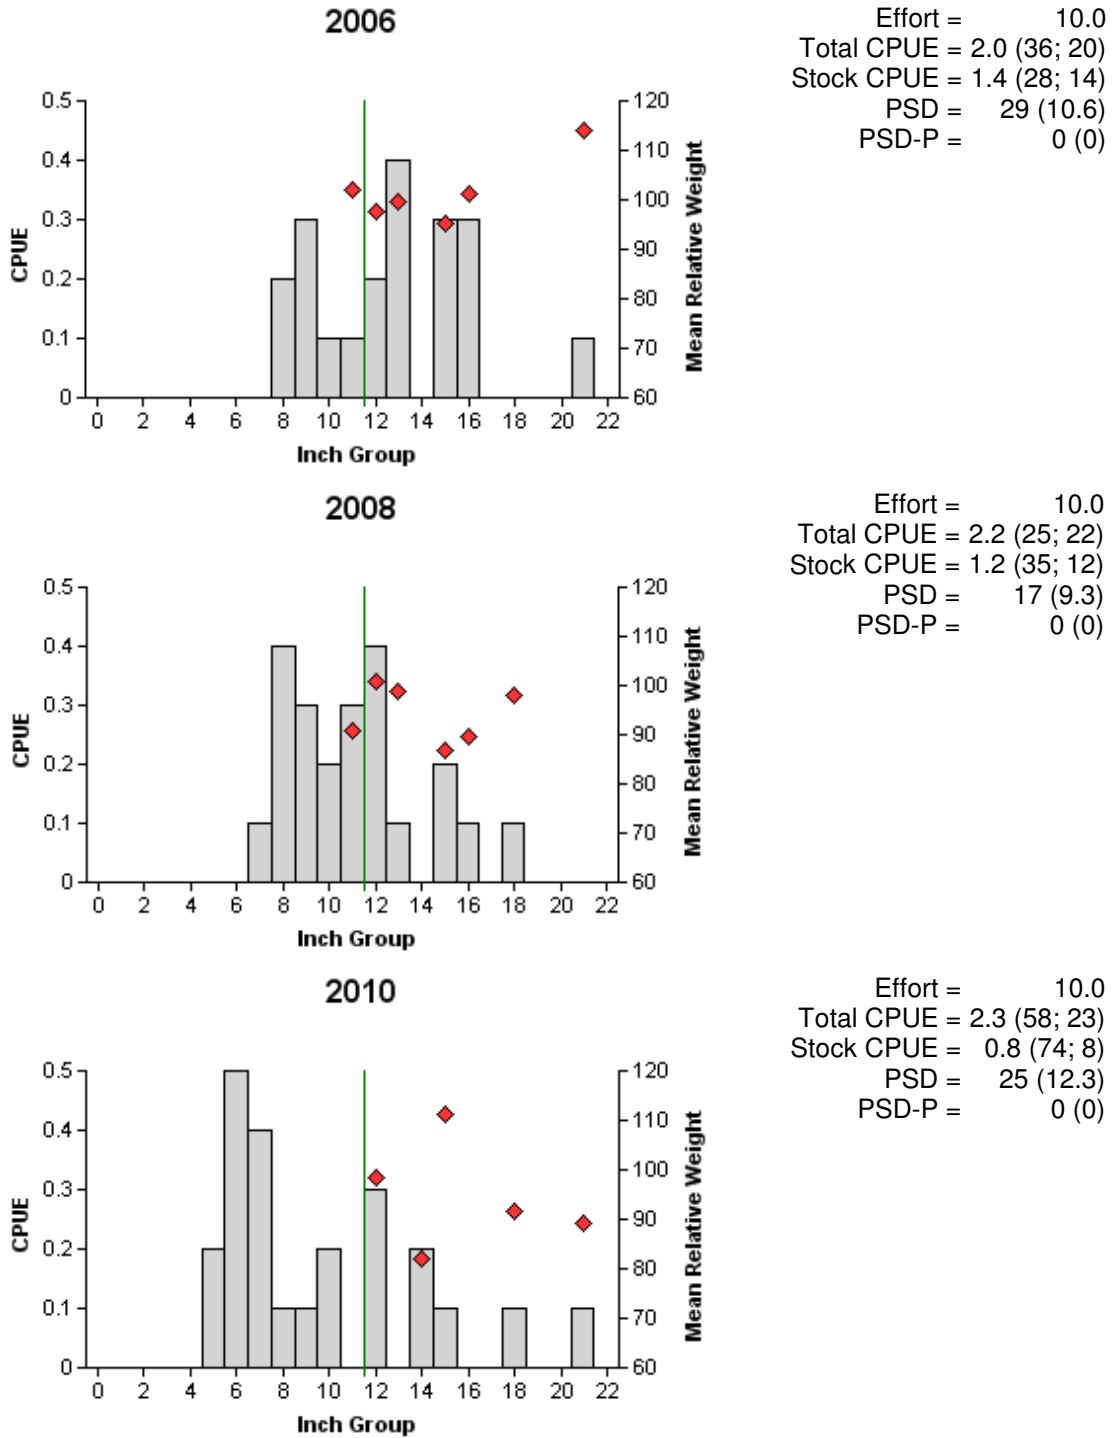 2006
Effort = 10.0
Total CPUE = 2.0 (36; 20)
Stock CPUE = 1.4 (28; 14)
PSD = 29 (10.6)
PSD-P = 0 (0)
0.5
0.4
0.3
0.2
0.1
0
CPUE
120
110
100
90
80
70
60
Mean Relative Weight
0 2 4 6 8 10 12 14 16 18 20 22
Inch Group
2008
Effort = 10.0
Total CPUE = 2.2 (25; 22)
Stock CPUE = 1.2 (35; 12)
PSD = 17 (9.3)
PSD-P = 0 (0)
0.5
0.4
0.3
0.2
0.1
0
CPUE
120
110
100
90
80
70
60
Mean Relative Weight
0 2 4 6 8 10 12 14 16 18 20 22
Inch Group
2010
Effort = 10.0
Total CPUE = 2.3 (58; 23)
Stock CPUE = 0.8 (74; 8)
PSD = 25 (12.3)
PSD-P = 0 (0)
0.5
0.4
0.3
0.2
0.1
0
CPUE
120
110
100
90
80
70
60
Mean Relative Weight
0 2 4 6 8 10 12 14 16 18 20 22
Inch Group